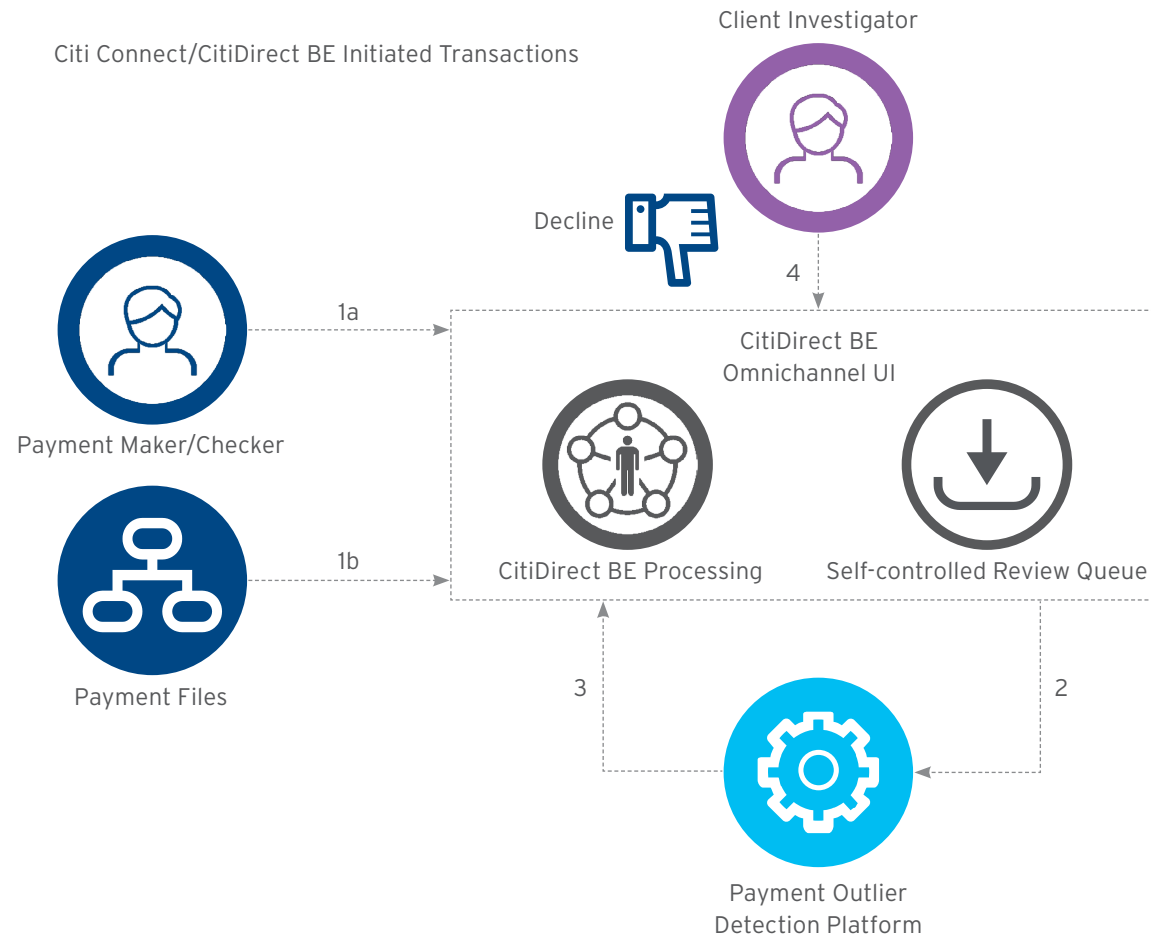 Client Investigator
Citi Connect/CitiDirect BE Initiated Transactions
Decline
4
1a
CitiDirect BE
Omnichannel UI
Payment Maker/Checker
1b
CitiDirect BE Processing
Self-controlled Review Queue
Payment Files
3
2
Payment Outlier
Detection Platform